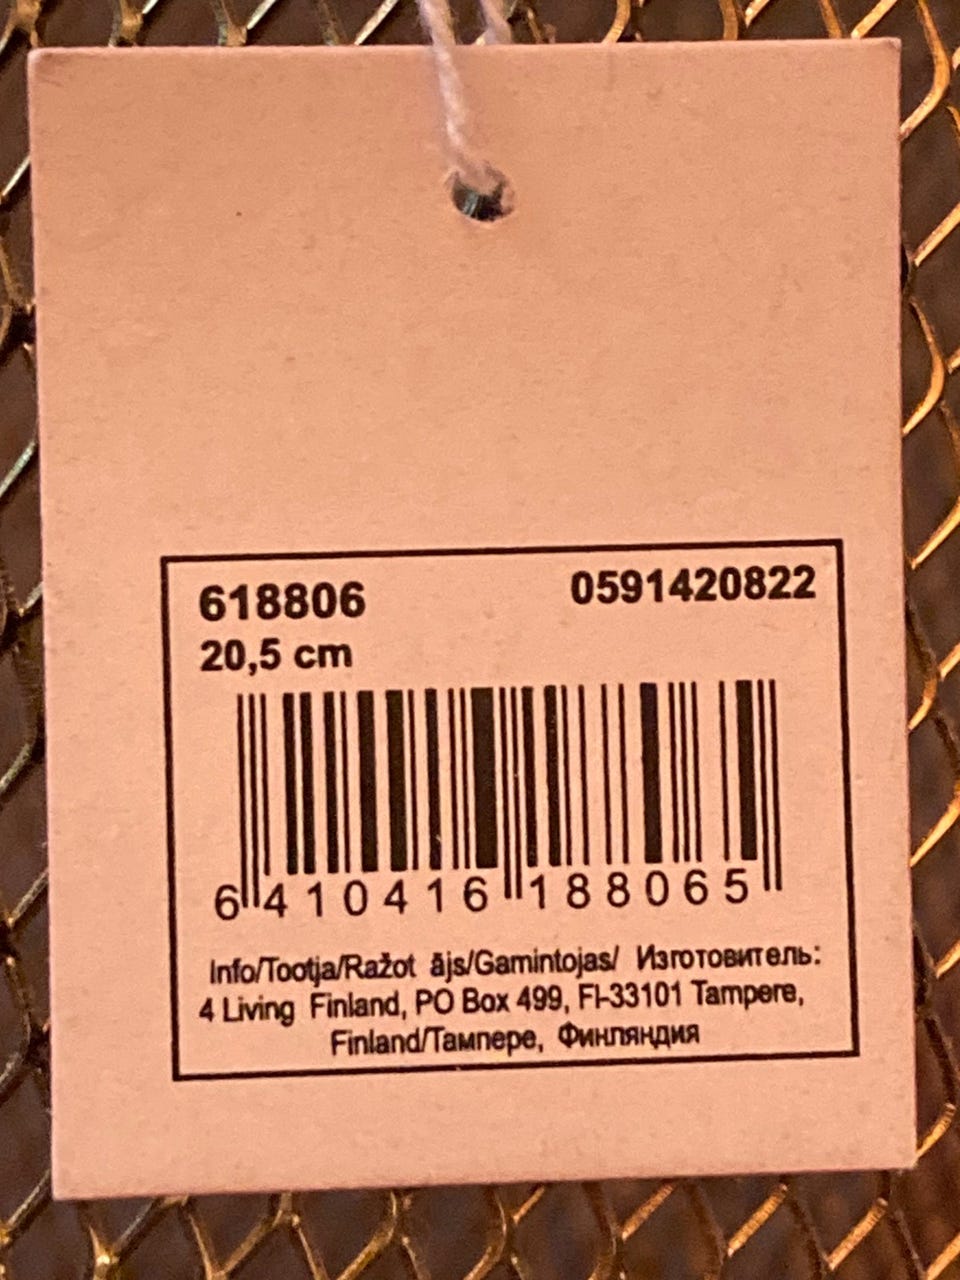 618806 0591420822
20,5 cm
6 410416 188065
Info/Tootja/Ražot ājs/Gamintojas/ Изготовитель:
4 Living Finland, PO Box 499, FI-33101 Tampere,
Finland/Тампере, Финляндия